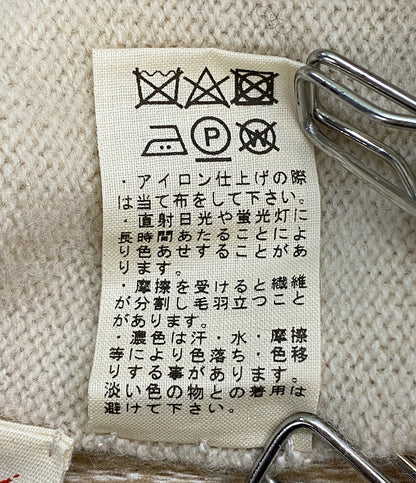 P
W
・アイロン仕上げの際
は当て布をして下さい。
・直射日光や蛍光灯に
長時間あたることによ
り色あせすることがあ
ります。
・摩擦を受けると繊維
が分割し毛羽立つこと
があります。
・濃色は汗・水・摩擦
等により色落ち・色移
りする事があります。
淡い色の物との着用は
避けて下さい。